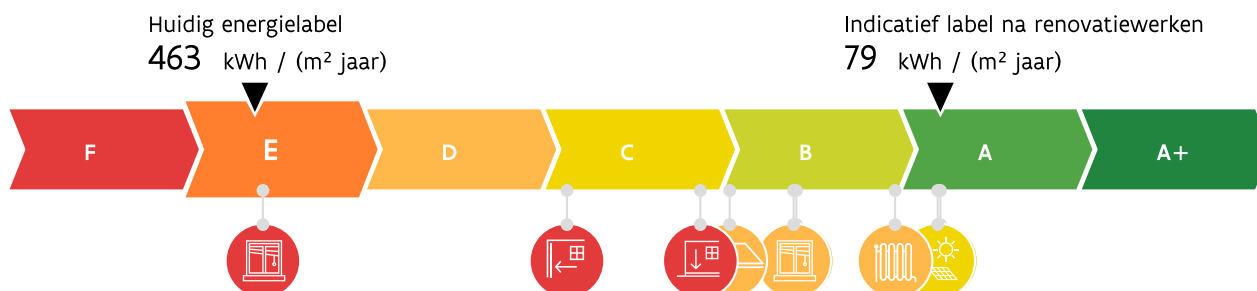 Huidig energielabel
463 kWh / (m² jaar)
Indicatief label na renovatiewerken
79 kWh / (m² jaar)
F E D C B A A+